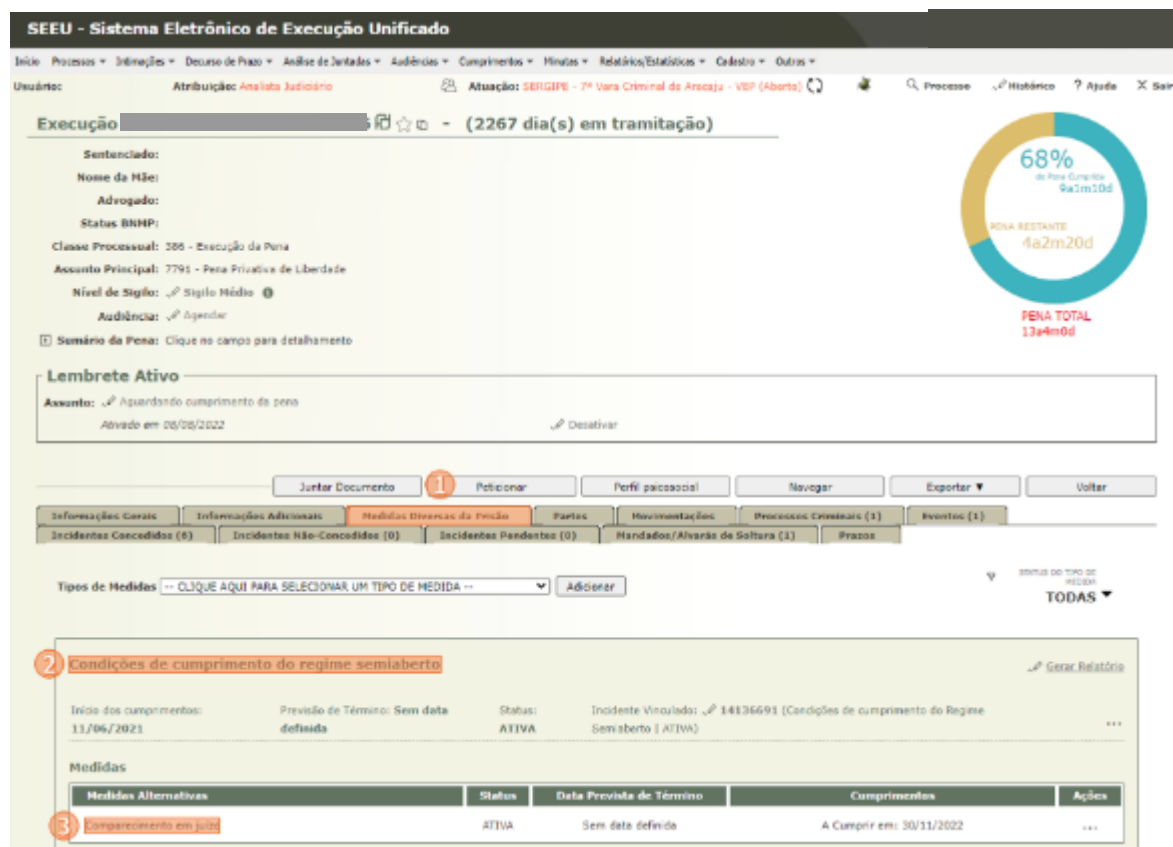 SEEU - Sistema Eletrônico de Execução Unificado
Início Processos Intimações Decurso de Prazo Análise de Juntadas Audiências Cumprimentos Minutas Relatórios/Estatísticas Cadastro Outros
Usuário: Atribuição: Analista Judiciário Atuação: SERGIPE - 7ª Vara Criminal de Aracaju - VEP (Aberto) Processo Histórico ? Ajuda X Sair
Execução - (2267 dia(s) em tramitação)
Sentenciado:
Nome da Mãe:
Advogado:
Status BNMP:
Classe Processual: 386 - Execução da Pena
Assunto Principal: 7791 - Pena Privativa de Liberdade
Nível de Sigilo: Sigilo Médio
Audiência: Agendar
Sumário da Pena: Clique no campo para detalhamento
68%
de Pena Cumprida
9a1m10d
PENA RESTANTE
4a2m20d
PENA TOTAL
13a4m0d
Lembrete Ativo
Assunto: Aguardando cumprimento da pena
Ativado em 08/08/2022 Desativar
Juntar Documento 1 Peticionar Perfil psicossocial Navegar Exportar ▼ Voltar
Informações Gerais Informações Adicionais Medidas Diversas da Prisão Partes Movimentações Processos Criminais (1) Eventos (1)
Incidentes Concedidos (6) Incidentes Não-Concedidos (0) Incidentes Pendentes (0) Mandados/Alvarás de Soltura (1) Prazos
Tipos de Medidas -- CLIQUE AQUI PARA SELECIONAR UM TIPO DE MEDIDA -- Adicionar
STATUS DO TIPO DE
MEDIDA
TODAS ▼
2 Condições de cumprimento do regime semiaberto Gerar Relatório
Início dos cumprimentos: Previsão de Término: Sem data Status: Incidente Vinculado: 14136691 (Condições de cumprimento do Regime
11/06/2021 definida ATIVA Semiaberto | ATIVA) ...
Medidas
Medidas Alternativas Status Data Prevista de Término Cumprimentos Ações
3 Comparecimento em juízo ATIVA Sem data definida A Cumprir em: 30/11/2022 ...